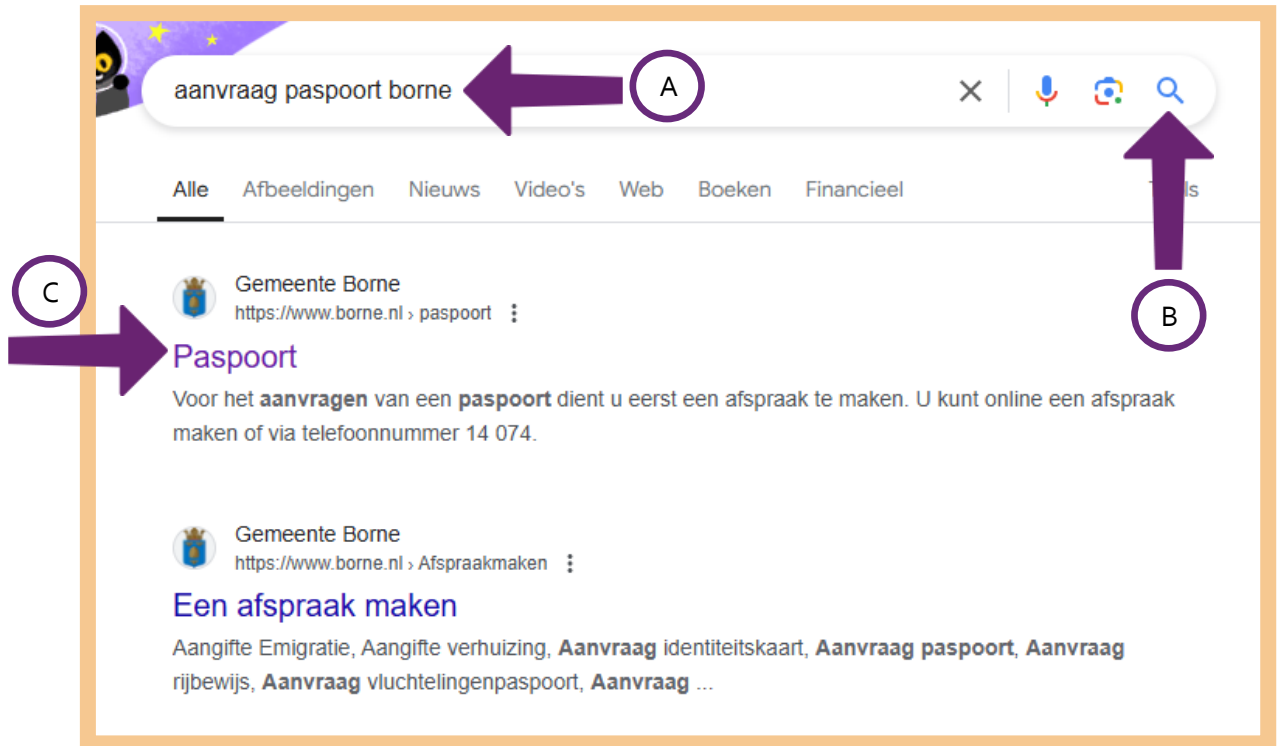 aanvraag paspoort borne
A
Alle Afbeeldingen Nieuws Video's Web Boeken Financieel
B
C
Gemeente Borne
https://www.borne.nl › paspoort
Paspoort
Voor het aanvragen van een paspoort dient u eerst een afspraak te maken. U kunt online een afspraak
maken of via telefoonnummer 14 074.
Gemeente Borne
https://www.borne.nl › Afspraakmaken
Een afspraak maken
Aangifte Emigratie, Aangifte verhuizing, Aanvraag identiteitskaart, Aanvraag paspoort, Aanvraag
rijbewijs, Aanvraag vluchtelingenpaspoort, Aanvraag ...